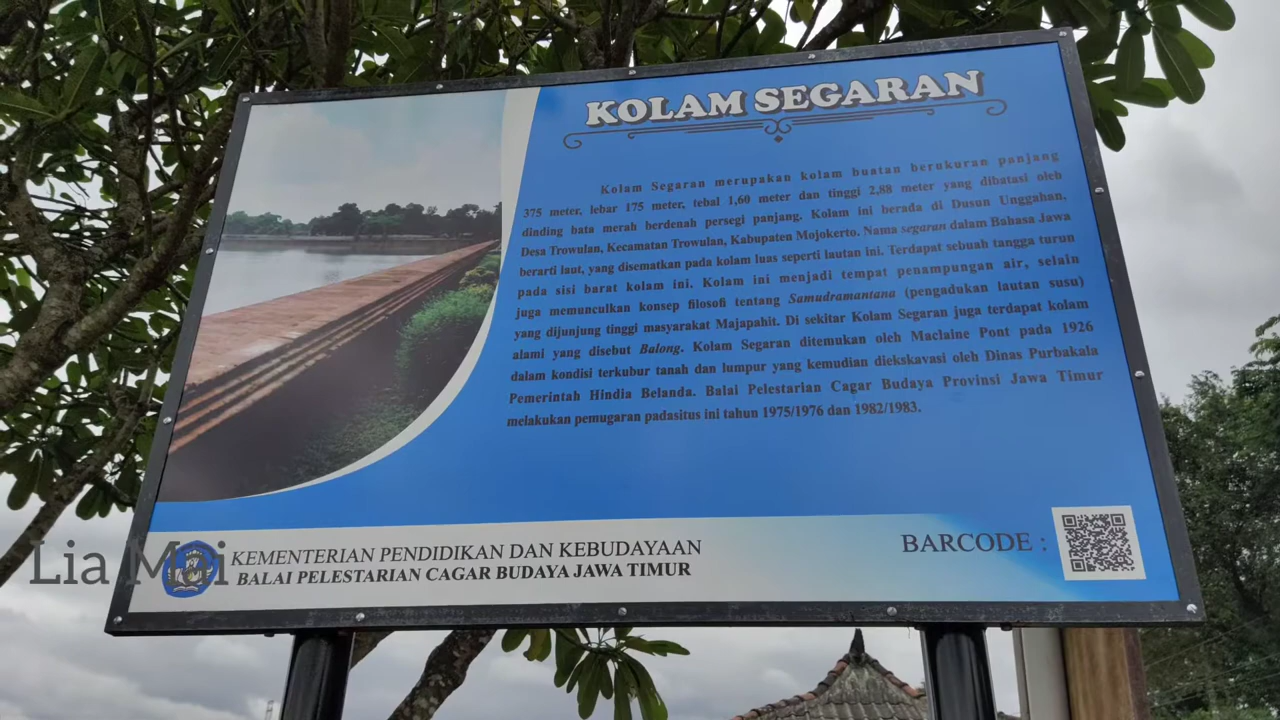 KOLAM SEGARAN
Kolam Segaran merupakan kolam buatan berukuran panjang
375 meter, lebar 175 meter, tebal 1,60 meter dan tinggi 2,88 meter yang dibatasi oleh
dinding bata merah berdenah persegi panjang. Kolam ini berada di Dusun Unggahan,
Desa Trowulan, Kecamatan Trowulan, Kabupaten Mojokerto. Nama segaran dalam Bahasa Jawa
berarti laut, yang disematkan pada kolam luas seperti lautan ini. Terdapat sebuah tangga turun
pada sisi barat kolam ini. Kolam ini menjadi tempat penampungan air, selain
juga memunculkan konsep filosofi tentang Samudramantana (pengadukan lautan susu)
yang dijunjung tinggi masyarakat Majapahit. Di sekitar Kolam Segaran juga terdapat kolam
alami yang disebut Balong. Kolam Segaran ditemukan oleh Maclaine Pont pada 1926
dalam kondisi terkubur tanah dan lumpur yang kemudian diekskavasi oleh Dinas Purbakala
Pemerintah Hindia Belanda. Balai Pelestarian Cagar Budaya Provinsi Jawa Timur
melakukan pemugaran padasitus ini tahun 1975/1976 dan 1982/1983.
KEMENTERIAN PENDIDIKAN DAN KEBUDAYAAN
BALAI PELESTARIAN CAGAR BUDAYA JAWA TIMUR
BARCODE :
Lia Mei